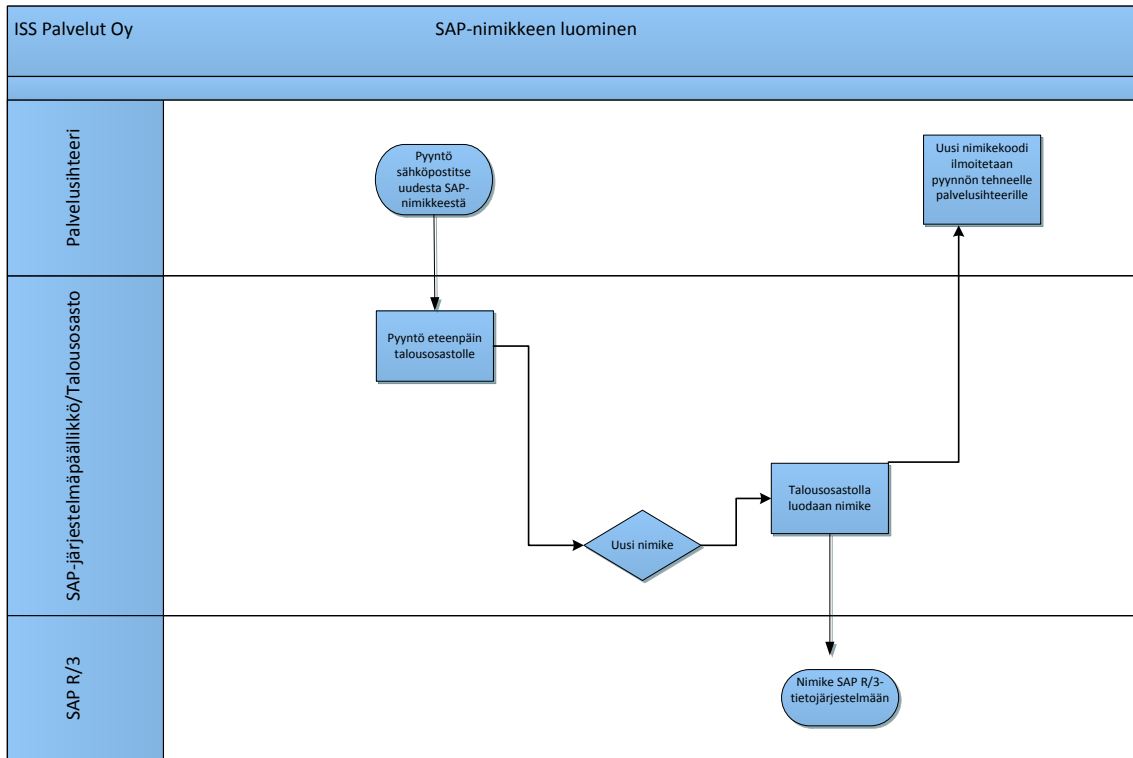 ISS Palvelut Oy
SAP-nimikkeen luominen
Palvelusihteeri
Pyyntö
sähköpostitse
uudesta SAP-
nimikkeestä
Uusi nimikekoodi
ilmoitetaan
pyynnön tehneelle
palvelusihteerille
SAP-järjestelmäpäällikkö/Talousosasto
Pyyntö eteenpäin
talousosastolle
Uusi nimike
Talousosastolla
luodaan nimike
SAP R/3
Nimike SAP R/3-
tietojärjestelmään